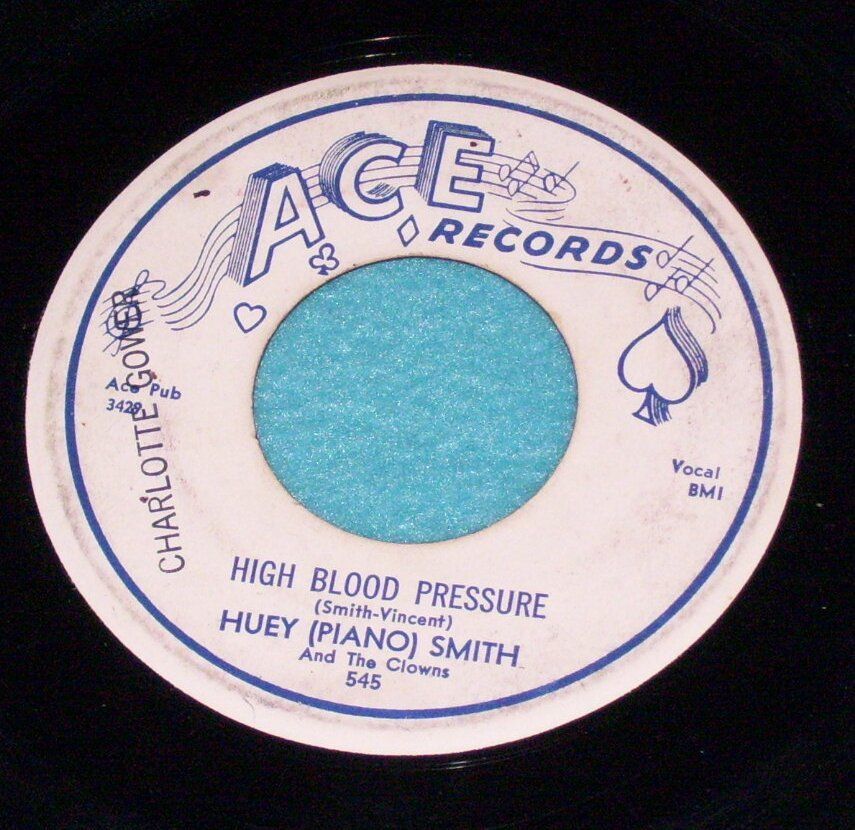 ACE
RECORDS
Ace Pub
3429
CHARLOTTE GOWER
Vocal
BMI
HIGH BLOOD PRESSURE
(Smith-Vincent)
HUEY (PIANO) SMITH
And The Clowns
545